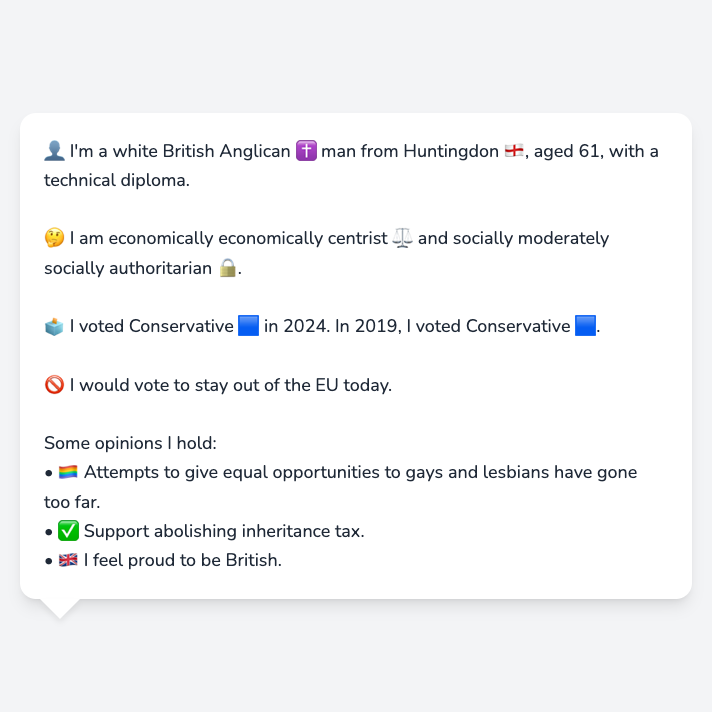 👤 I'm a white British Anglican ✝️ man from Huntingdon 🏴󠁧󠁢󠁥󠁮󠁧󠁿, aged 61, with a
technical diploma.
🤔 I am economically economically centrist ⚖️ and socially moderately
socially authoritarian 🔒.
🗳️ I voted Conservative 🟦 in 2024. In 2019, I voted Conservative 🟦.
🚫 I would vote to stay out of the EU today.
Some opinions I hold:
• 🏳️‍🌈 Attempts to give equal opportunities to gays and lesbians have gone
too far.
• ✅ Support abolishing inheritance tax.
• 🇬🇧 I feel proud to be British.